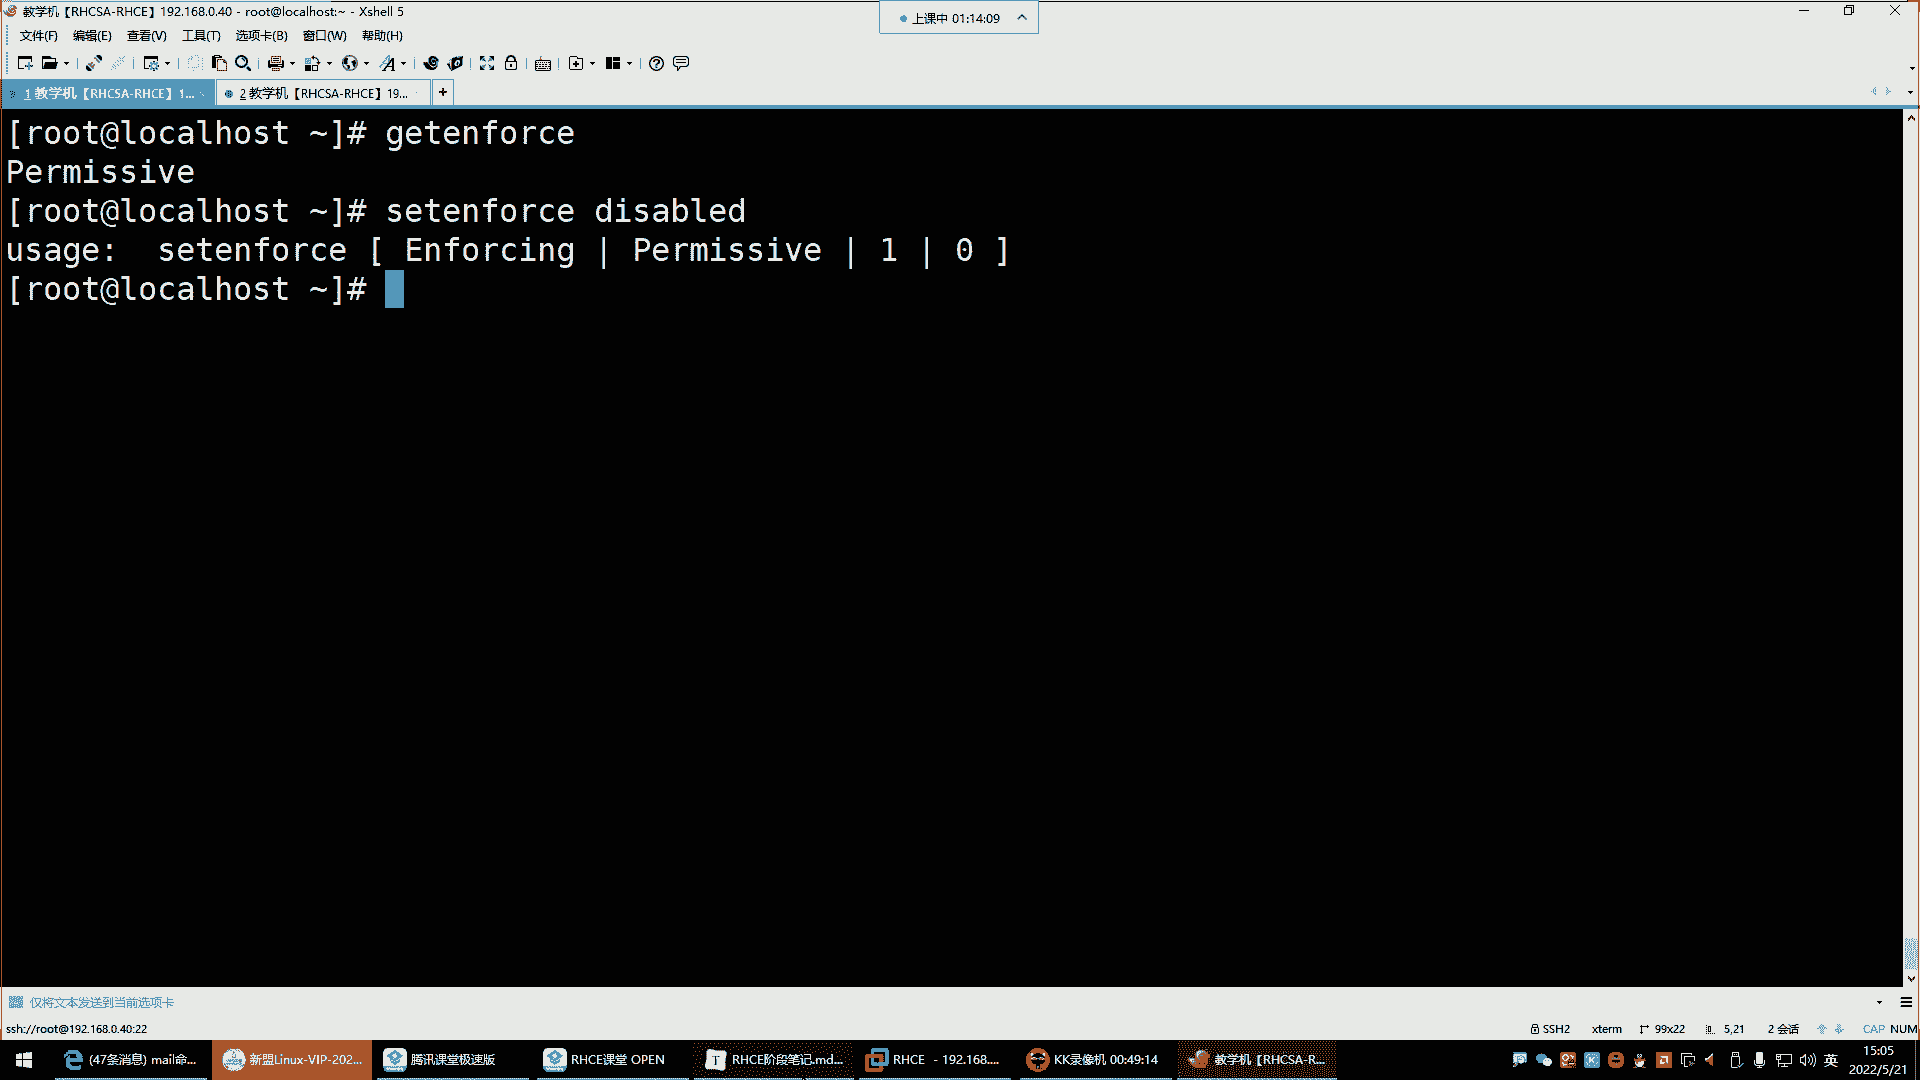 教学机【RHCSA-RHCE】192.168.0.40 - root@localhost:~ - Xshell 5
上课中 01:14:09
文件(F) 编辑(E) 查看(V) 工具(T) 选项卡(B) 窗口(W) 帮助(H)
1 教学机【RHCSA-RHCE】1... 2 教学机【RHCSA-RHCE】19... +
[root@localhost ~]# getenforce
Permissive
[root@localhost ~]# setenforce disabled
usage:  setenforce [ Enforcing | Permissive | 1 | 0 ]
[root@localhost ~]#
仅将文本发送到当前选项卡
ssh://root@192.168.0.40:22 SSH2 xterm 99x22 5,21 2 会话 CAP NUM
(47条消息) mail命... 新盟Linux-VIP-202... 腾讯课堂极速版 RHCE课堂 OPEN RHCE阶段笔记.md... RHCE - 192.168.... KK录像机 00:49:14 教学机【RHCSA-R... 英 15:05
2022/5/21